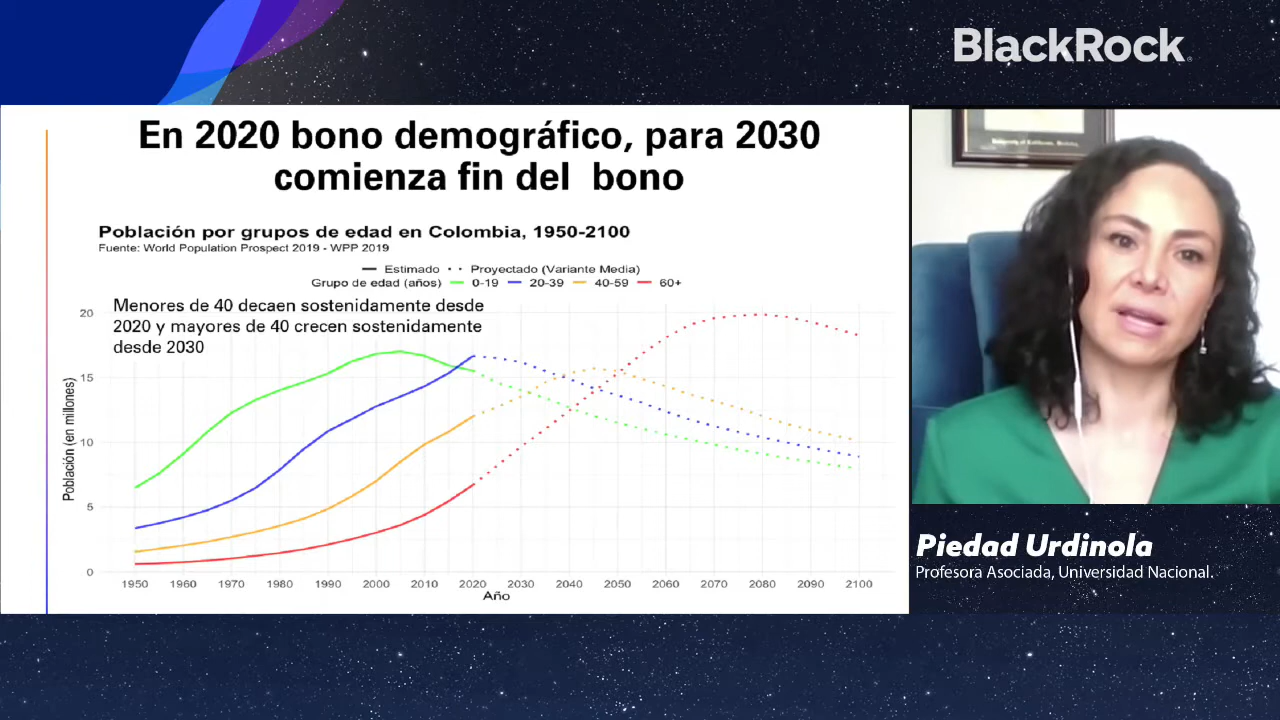 BlackRock
En 2020 bono demográfico, para 2030
comienza fin del bono
Población por grupos de edad en Colombia, 1950-2100
Fuente: World Population Prospect 2019 - WPP 2019
Estimado Proyectado (Variante Media)
Grupo de edad (años) 0-19 20-39 40-59 60+
Menores de 40 decaen sostenidamente desde
2020 y mayores de 40 crecen sostenidamente
desde 2030
Población (en millones)
20
15
10
5
0
1950 1960 1970 1980 1990 2000 2010 2020 2030 2040 2050 2060 2070 2080 2090 2100
Año
University of California, Berkeley
Piedad Urdinola
Profesora Asociada, Universidad Nacional.